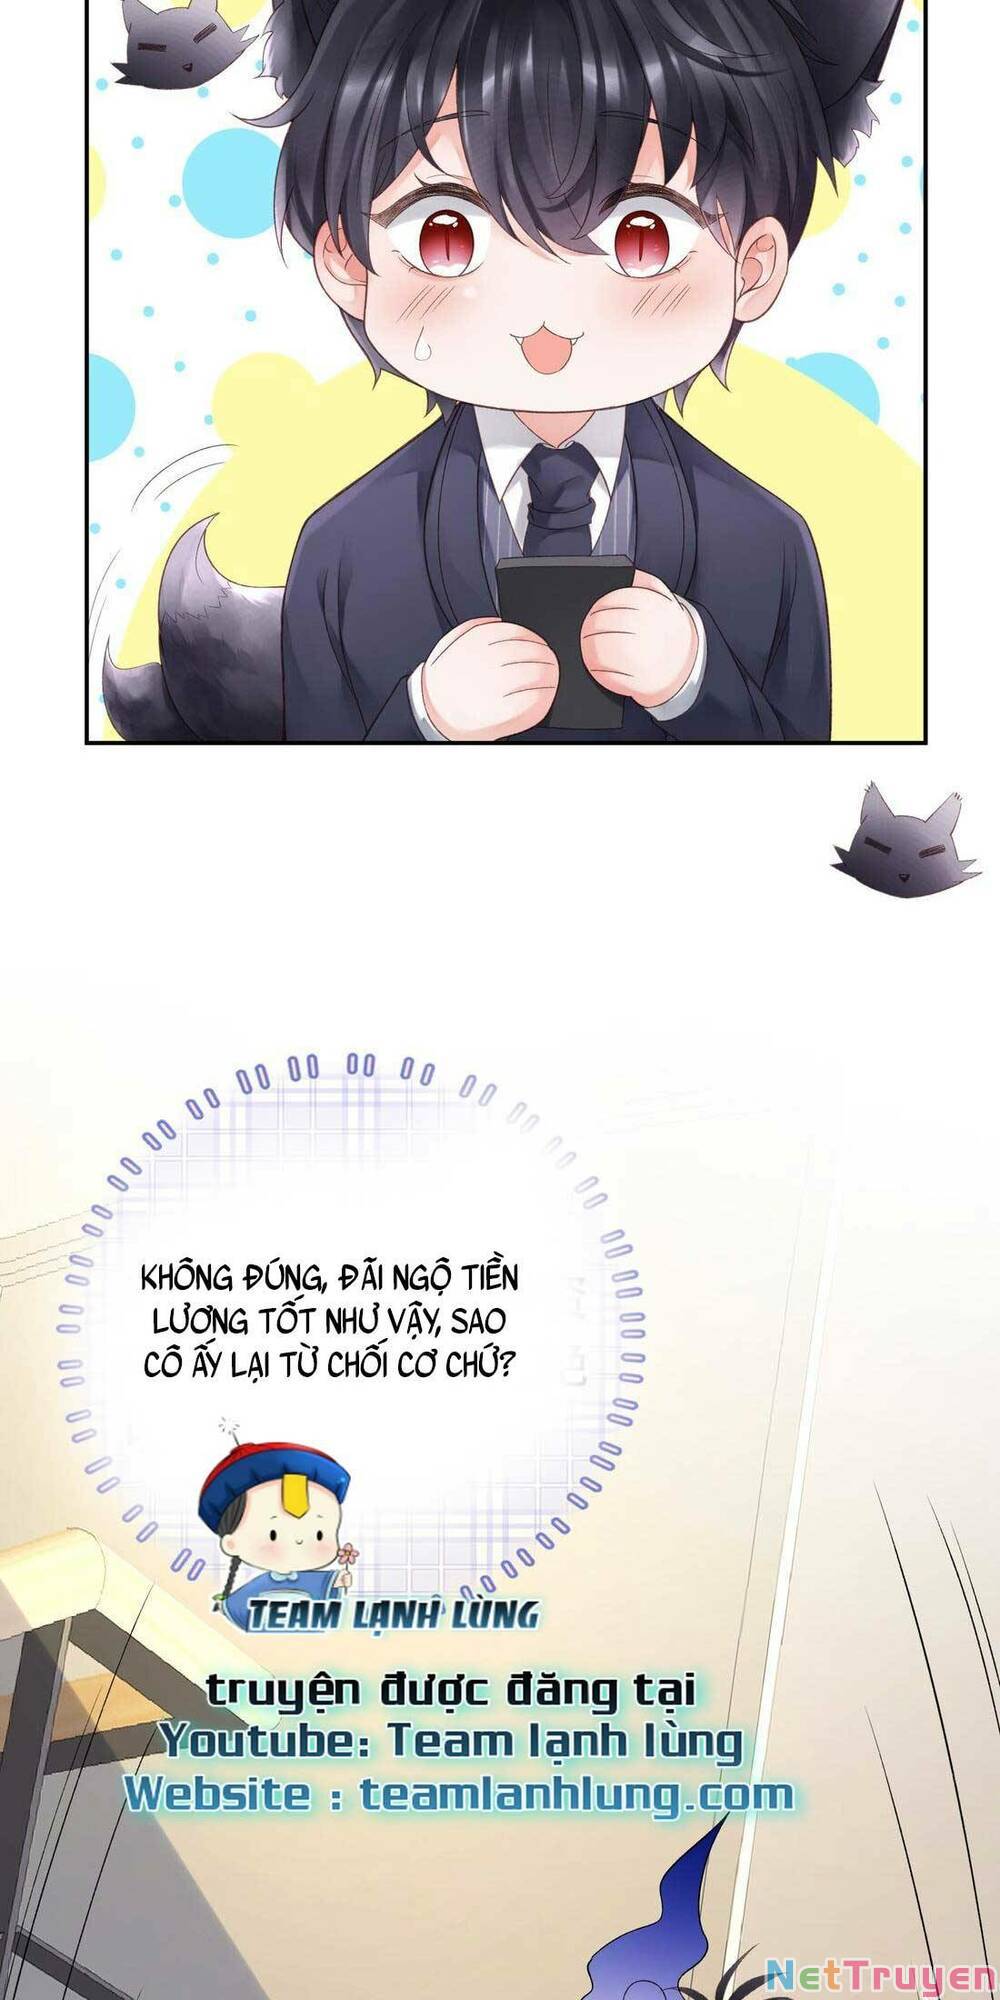 KHÔNG ĐÚNG, ĐÃI NGỘ TIỀN
LƯƠNG TỐT NHƯ VẬY, SAO
CÔ ẤY LẠI TỪ CHỐI CƠ CHỨ?
TEAM LẠNH LÙNG
truyện được đăng tại
Youtube: Team lạnh lùng
Website : teamlanhlung.com
NetTruyen